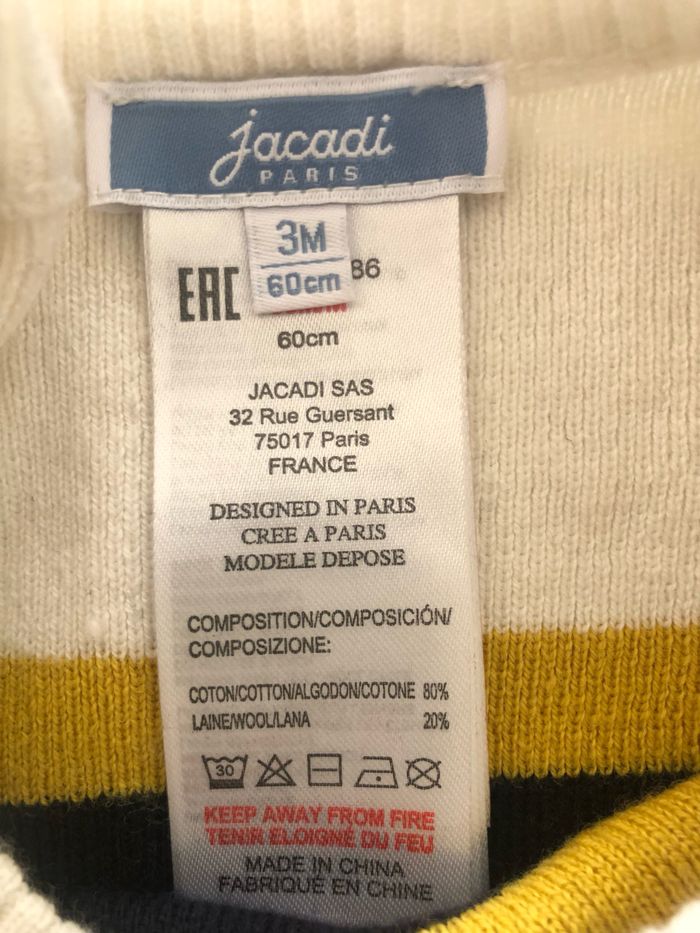 jacadi
PARIS
3M
60cm
EAC
86
60cm
JACADI SAS
32 Rue Guersant
75017 Paris
FRANCE
DESIGNED IN PARIS
CREE A PARIS
MODELE DEPOSE
COMPOSITION/COMPOSICIÓN/
COMPOSIZIONE:
COTON/COTTON/ALGODON/COTONE 80%
LAINE/WOOL/LANA 20%
30
KEEP AWAY FROM FIRE
TENIR ELOIGNÉ DU FEU
MADE IN CHINA
FABRIQUÉ EN CHINE